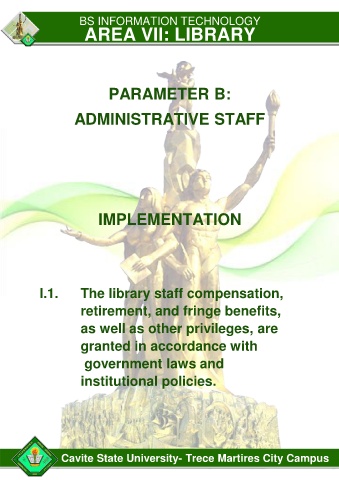 BS INFORMATION TECHNOLOGY
AREA VII: LIBRARY
PARAMETER B:
ADMINISTRATIVE STAFF
IMPLEMENTATION
I.1. The library staff compensation,
retirement, and fringe benefits,
as well as other privileges, are
granted in accordance with
government laws and
institutional policies.
Cavite State University- Trece Martires City Campus